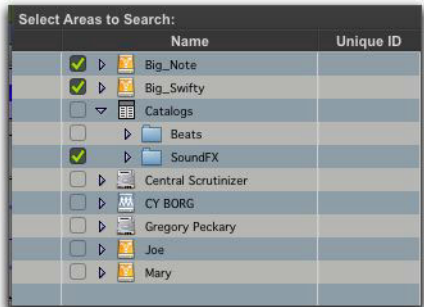 Select Areas to Search:
Name Unique ID
Big_Note
Big_Swifty
Catalogs
Beats
SoundFX
Central Scrutinizer
CY BORG
Gregory Peckary
Joe
Mary